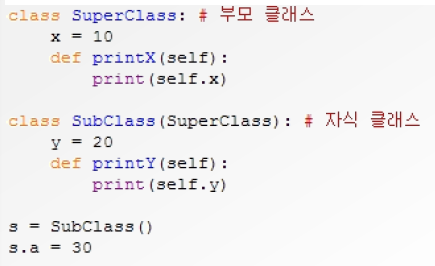 class SuperClass: # 부모 클래스
    x = 10
    def printX(self):
        print(self.x)

class SubClass(SuperClass): # 자식 클래스
    y = 20
    def printY(self):
        print(self.y)

s = SubClass()
s.a = 30